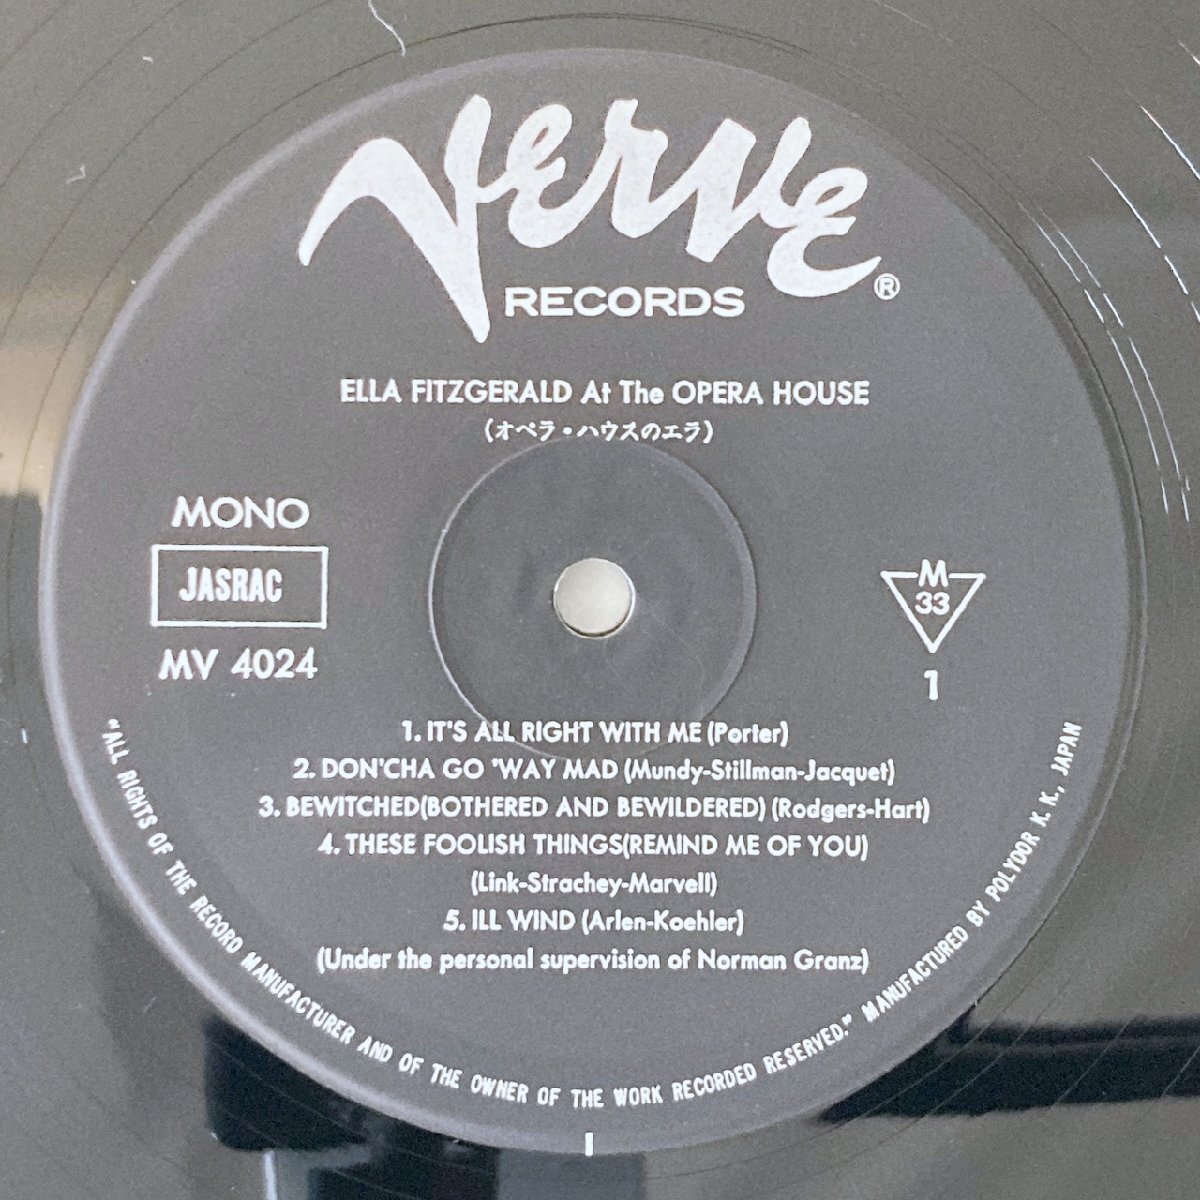 Verve
RECORDS ®
ELLA FITZGERALD At The OPERA HOUSE
(オペラ・ハウスのエラ)
MONO
JASRAC
MV 4024
M
33
1
1. IT'S ALL RIGHT WITH ME (Porter)
2. DON'CHA GO 'WAY MAD (Mundy-Stillman-Jacquet)
3. BEWITCHED(BOTHERED AND BEWILDERED) (Rodgers-Hart)
4. THESE FOOLISH THINGS(REMIND ME OF YOU)
(Link-Strachey-Marvell)
5. ILL WIND (Arlen-Koehler)
(Under the personal supervision of Norman Granz)
"ALL RIGHTS OF THE RECORD MANUFACTURER AND OF THE OWNER OF THE WORK RECORDED RESERVED." MANUFACTURED BY POLYDOR K. K., JAPAN